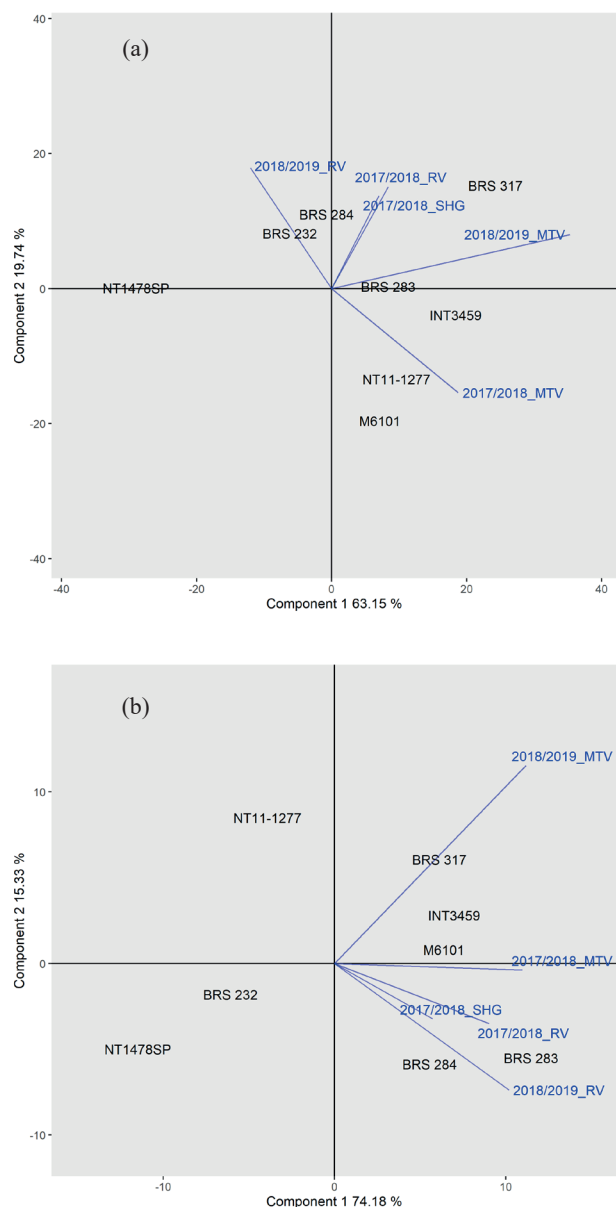 40
(a)
20
2018/2019_RV
2017/2018_RV
BRS 317
2017/2018_SHG
BRS 284
BRS 232
2018/2019_MTV
Component 2 19.74 %
0
NT1478SP
BRS 283
INT3459
NT11-1277
2017/2018_MTV
M6101
-20
-40
-40
-20
0
20
40
Component 1 63.15 %
(b)
2018/2019_MTV
10
NT11-1277
BRS 317
INT3459
M6101
Component 2 15.33 %
0
2017/2018_MTV
BRS 232
2017/2018_SHG
2017/2018_RV
NT1478SP
BRS 283
BRS 284
2018/2019_RV
-10
-10
0
10
Component 1 74.18 %